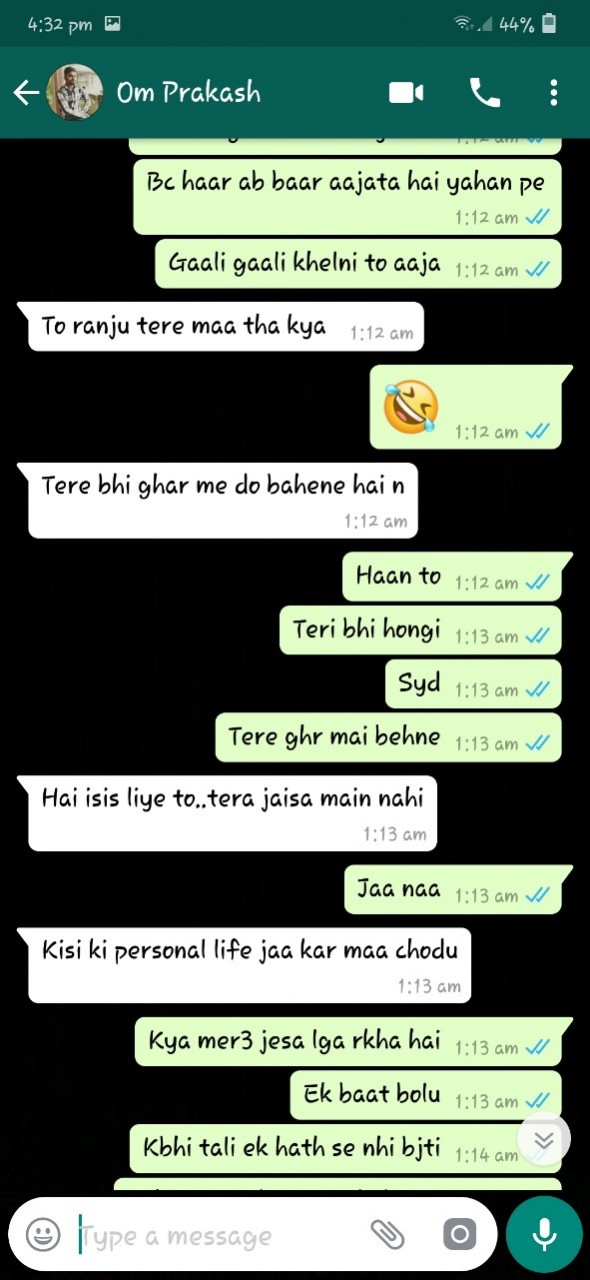 4:32 pm
44%
Om Prakash
Bc haar ab baar aajata hai yahan pe
1:12 am
Gaali gaali khelni to aaja 1:12 am
To ranju tere maa tha kya 1:12 am
🤣 1:12 am
Tere bhi ghar me do bahene hai n
1:12 am
Haan to 1:12 am
Teri bhi hongi 1:13 am
Syd 1:13 am
Tere ghr mai behne 1:13 am
Hai isis liye to..tera jaisa main nahi
1:13 am
Jaa naa 1:13 am
Kisi ki personal life jaa kar maa chodu
1:13 am
Kya mer3 jesa lga rkha hai 1:13 am
Ek baat bolu 1:13 am
Kbhi tali ek hath se nhi bjti 1:14 am
Type a message